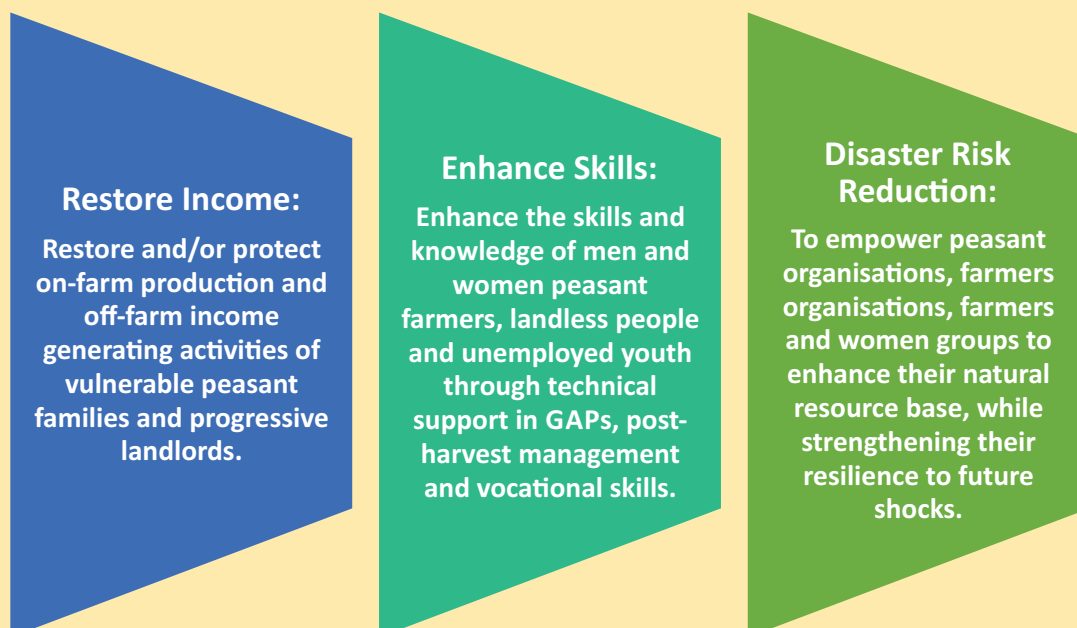 Restore Income:
Restore and/or protect
on-farm production and
off-farm income
generating activities of
vulnerable peasant
families and progressive
landlords.
Enhance Skills:
Enhance the skills and
knowledge of men and
women peasant
farmers, landless people
and unemployed youth
through technical
support in GAPs, post-
harvest management
and vocational skills.
Disaster Risk
Reduction:
To empower peasant
organisations, farmers
organisations, farmers
and women groups to
enhance their natural
resource base, while
strengthening their
resilience to future
shocks.